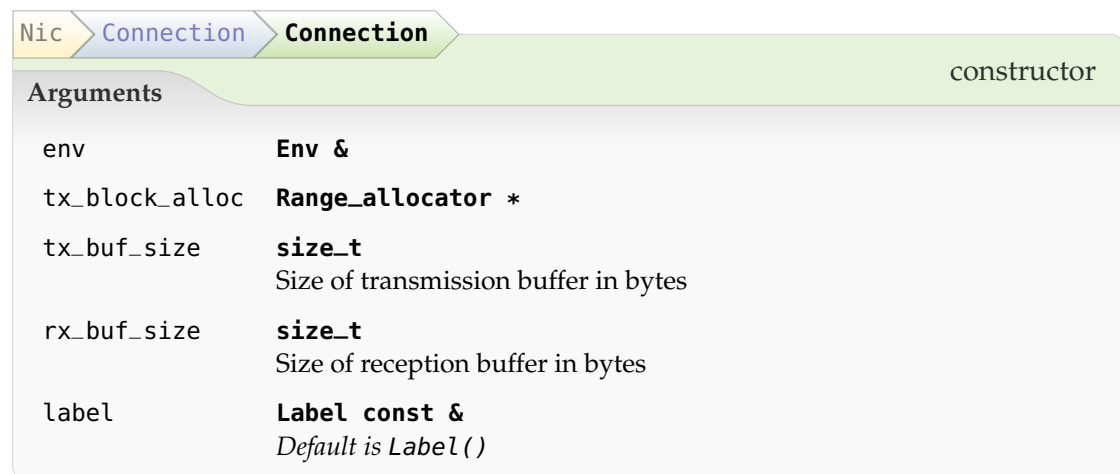 Nic Connection Connection
constructor
Arguments
env Env &
tx_block_alloc Range_allocator *
tx_buf_size size_t
Size of transmission buffer in bytes
rx_buf_size size_t
Size of reception buffer in bytes
label Label const &
Default is Label()